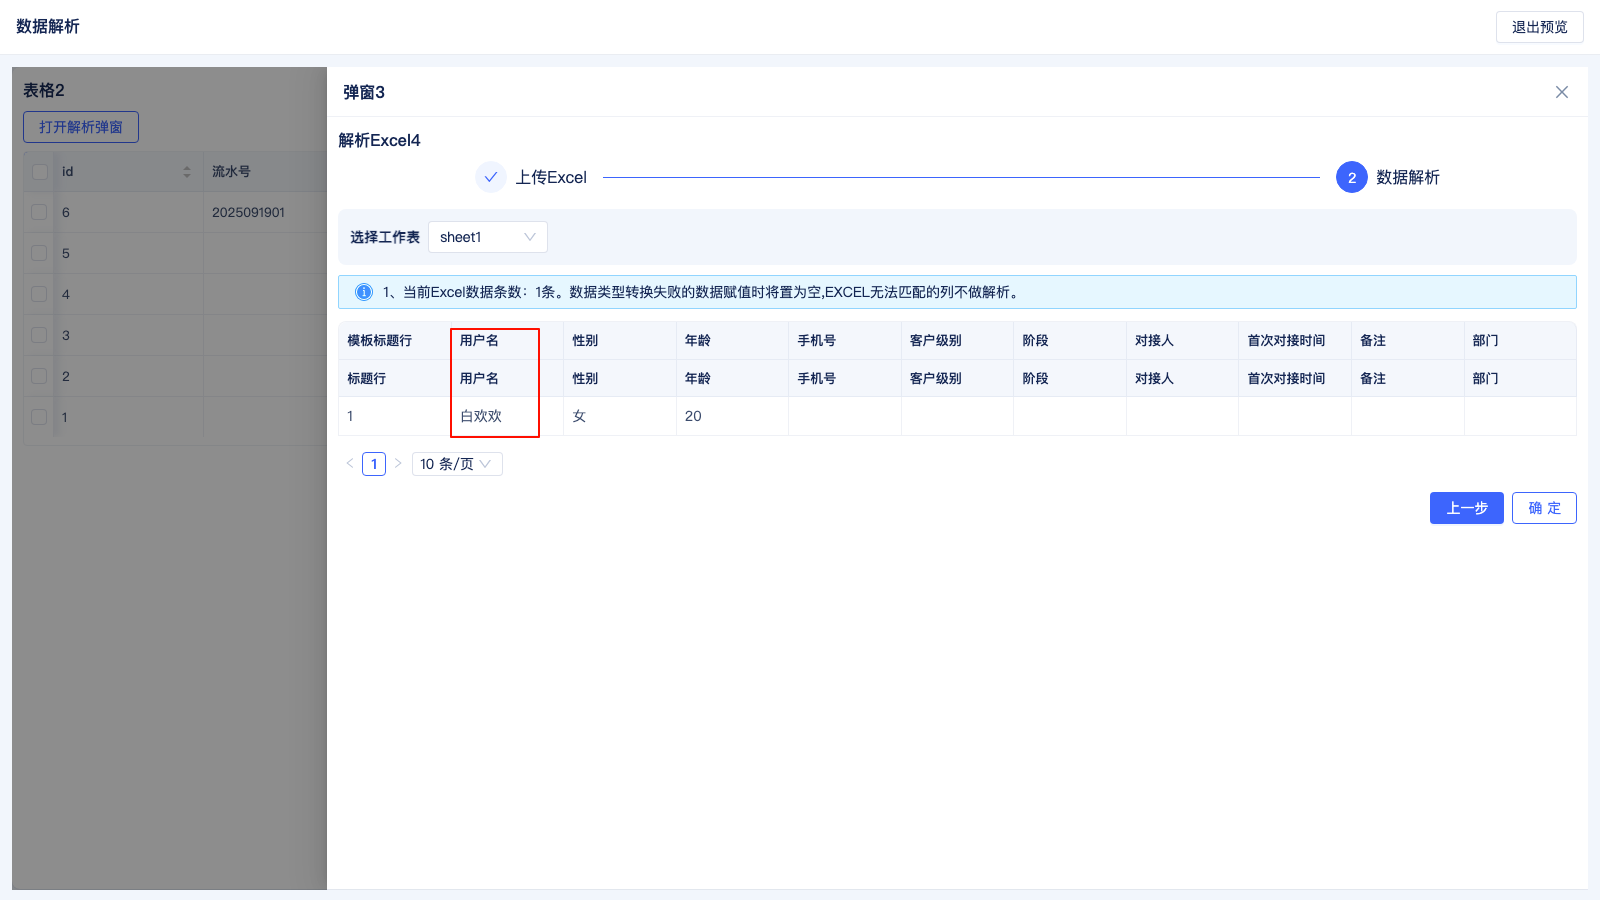 数据解析
退出预览
表格2
打开解析弹窗
id 流水号
6 2025091901
5
4
3
2
1
弹窗3
解析Excel4
上传Excel
2 数据解析
选择工作表 sheet1
1、当前Excel数据条数：1条。数据类型转换失败的数据赋值时将置为空,EXCEL无法匹配的列不做解析。
模板标题行 用户名 性别 年龄 手机号 客户级别 阶段 对接人 首次对接时间 备注 部门
标题行 用户名 性别 年龄 手机号 客户级别 阶段 对接人 首次对接时间 备注 部门
1 白欢欢 女 20
1 10 条/页
上一步 确 定